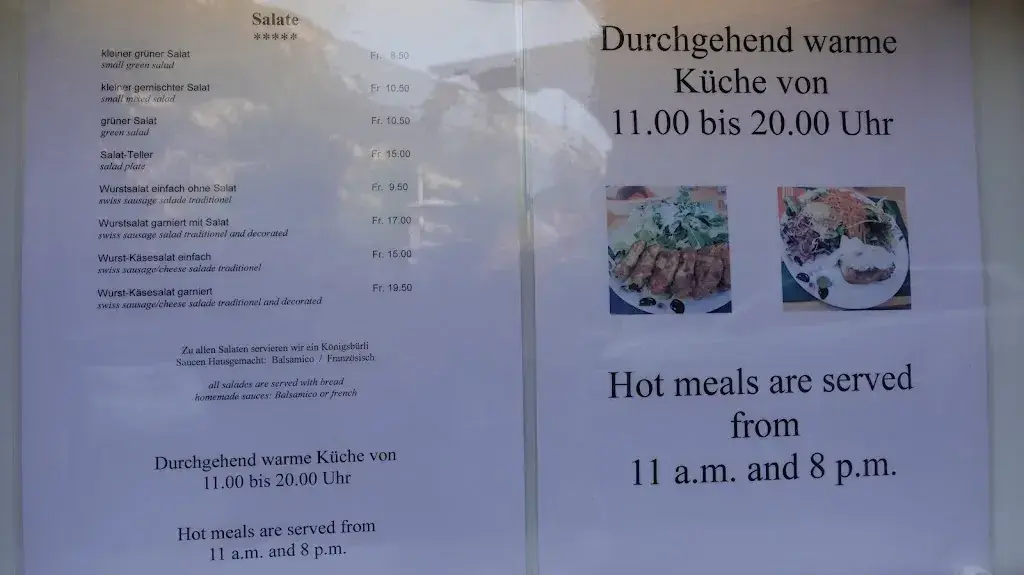 Salate
*****
kleiner grüner Salat Fr. 8.50
small green salad
kleiner gemischter Salat Fr. 10.50
small mixed salad
grüner Salat Fr. 10.50
green salad
Salat-Teller Fr. 15.00
salad plate
Wurstsalat einfach ohne Salat Fr. 9.50
swiss sausage salade traditionel
Wurstsalat garniert mit Salat Fr. 17.00
swiss sausage salad traditionel and decorated
Wurst-Käsesalat einfach Fr. 15.00
swiss sausage/cheese salade traditionel
Wurst-Käsesalat garniert Fr. 19.50
swiss sausage/cheese salade traditionel and decorated
Zu allen Salaten servieren wir ein Königsbürli
Saucen Hausgemacht: Balsamico / Französisch
all salades are served with bread
homemade sauces: Balsamico or french
Durchgehend warme Küche von
11.00 bis 20.00 Uhr
Hot meals are served from
11 a.m. and 8 p.m.
Durchgehend warme
Küche von
11.00 bis 20.00 Uhr
Hot meals are served
from
11 a.m. and 8 p.m.